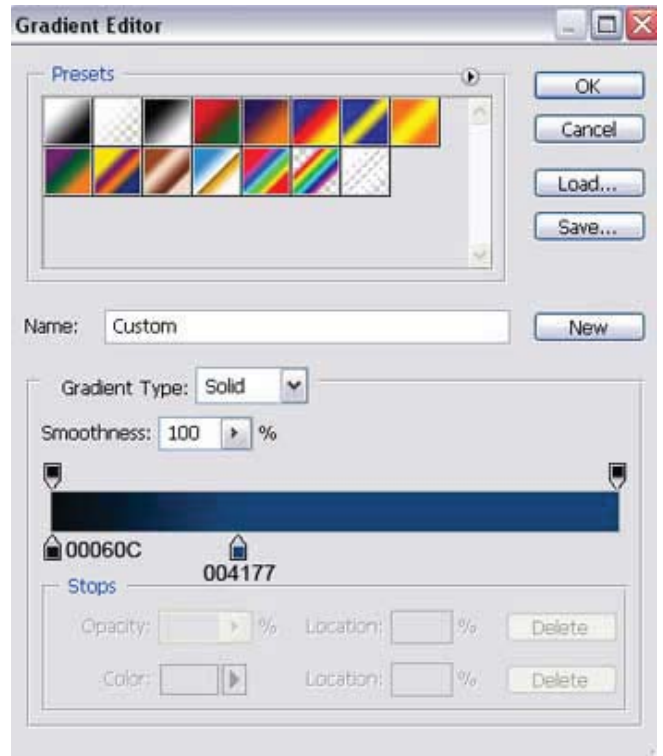 Gradient Editor
Presets
OK
Cancel
Load...
Save...
Name: Custom
New
Gradient Type: Solid
Smoothness: 100 %
00060C
004177
Stops
Opacity: % Location: % Delete
Color: Location: % Delete